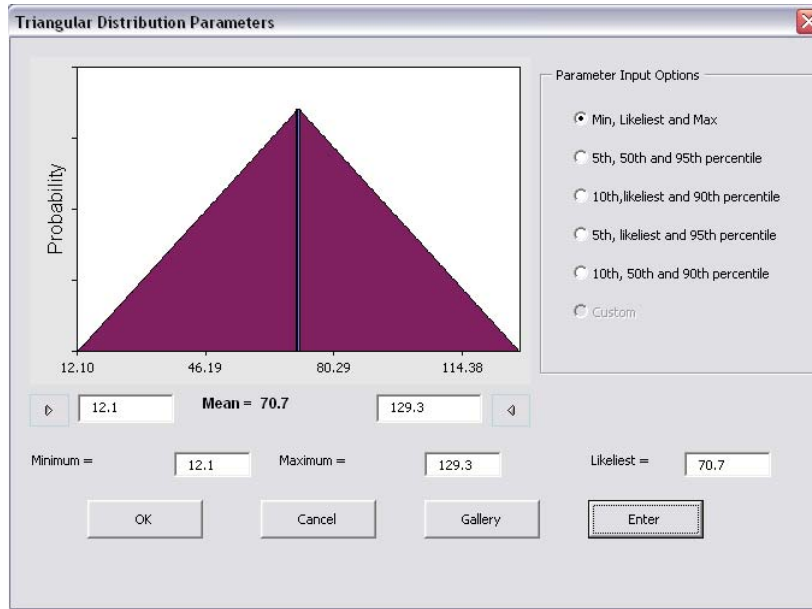 Triangular Distribution Parameters
Probability
12.10 46.19 80.29 114.38
12.1 Mean = 70.7 129.3
Parameter Input Options
Min, Likeliest and Max
5th, 50th and 95th percentile
10th,likeliest and 90th percentile
5th, likeliest and 95th percentile
10th, 50th and 90th percentile
Custom
Minimum = 12.1 Maximum = 129.3 Likeliest = 70.7
OK Cancel Gallery Enter